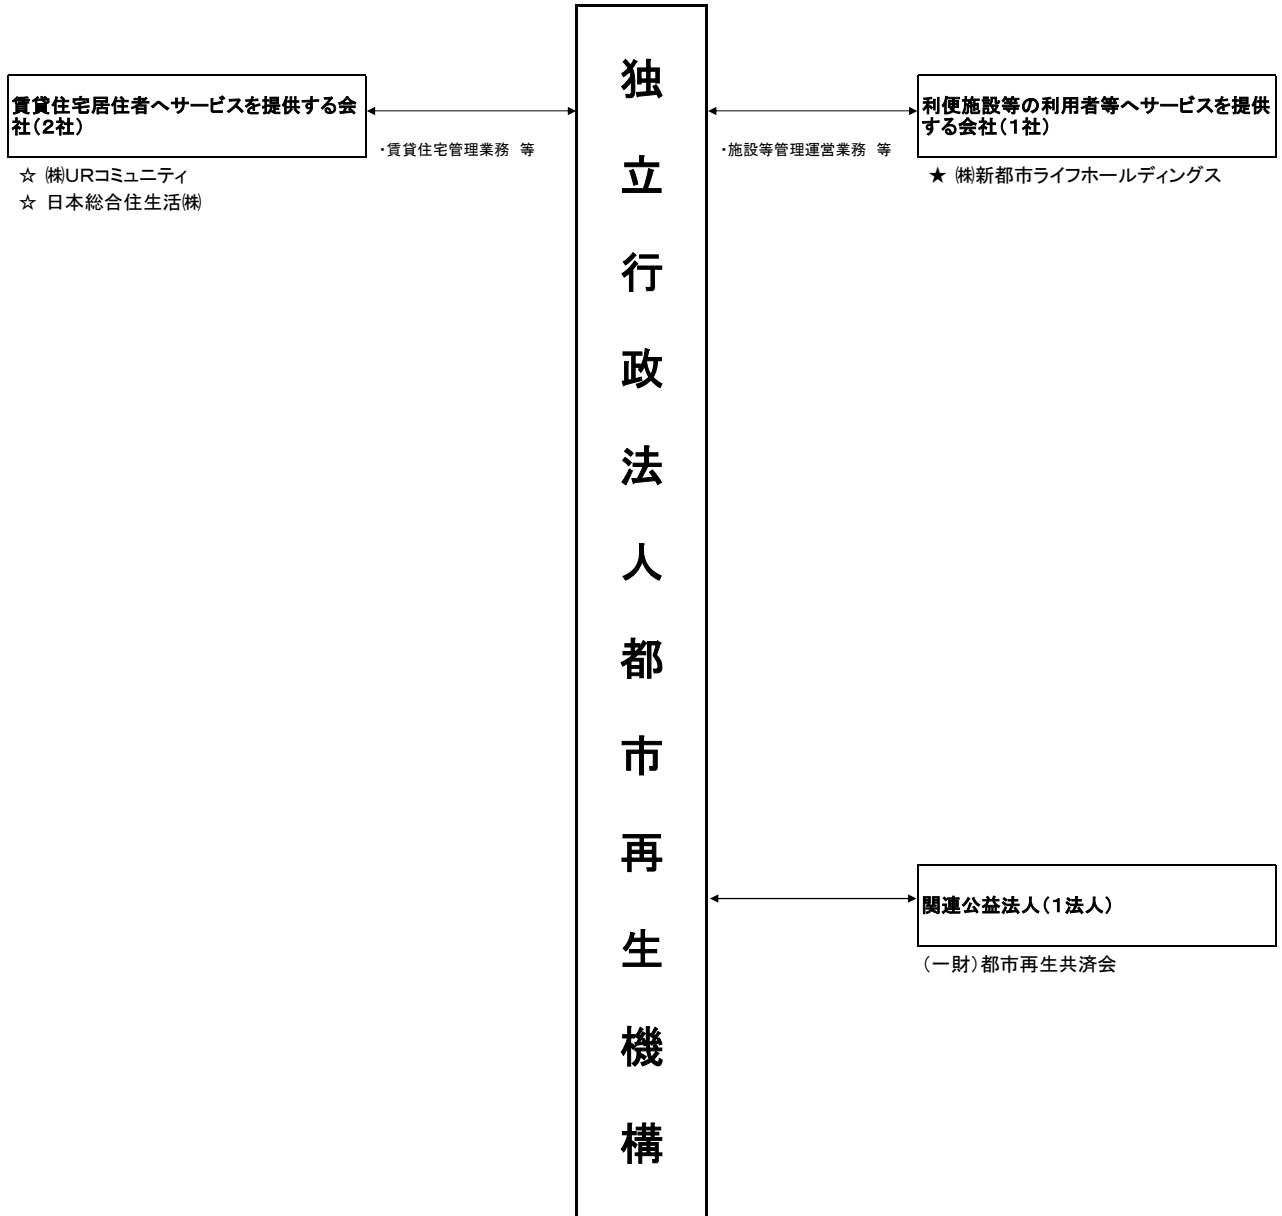 賃貸住宅居住者へサービスを提供する会
社(２社)
☆ ㈱ＵＲコミュニティ
☆ 日本総合住生活㈱
・賃貸住宅管理業務 等
独
立
行
政
法
人
都
市
再
生
機
構
・施設等管理運営業務 等
利便施設等の利用者等へサービスを提供
する会社(１社)
★ ㈱新都市ライフホールディングス
関連公益法人(１法人)
(一財)都市再生共済会